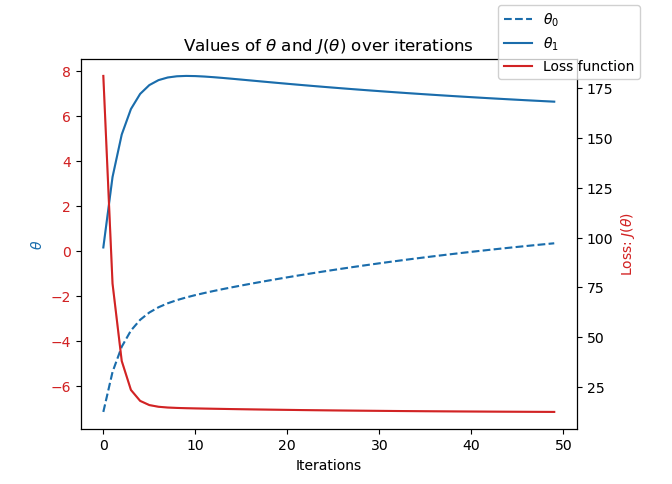 Values of θ and J(θ) over iterations
θ₀
θ₁
Loss function
8
6
4
2
0
−2
−4
−6
θ
175
150
125
100
75
50
25
Loss: J(θ)
0 10 20 30 40 50
Iterations